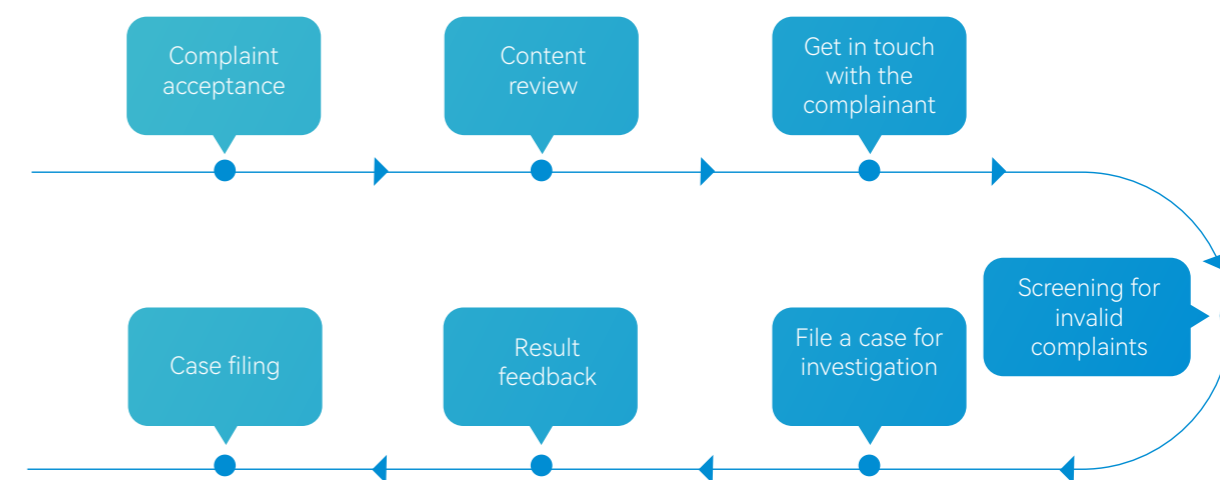 Complaint
acceptance
Content
review
Get in touch
with the
complainant
Screening for
invalid
complaints
File a case for
investigation
Result
feedback
Case filing